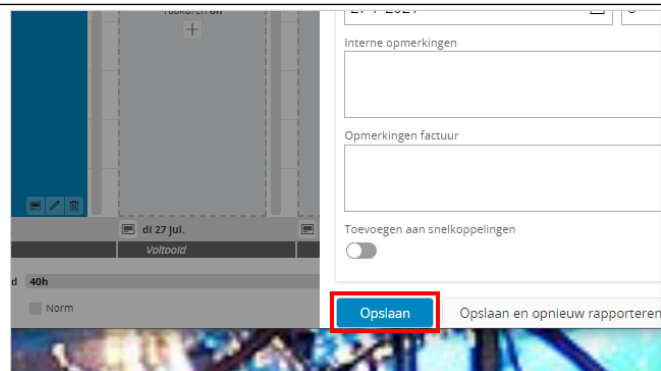 Interne opmerkingen
Opmerkingen factuur
di 27 jul.
Voltooid
Toevoegen aan snelkoppelingen
d 40h
Norm
Opslaan
Opslaan en opnieuw rapporteren